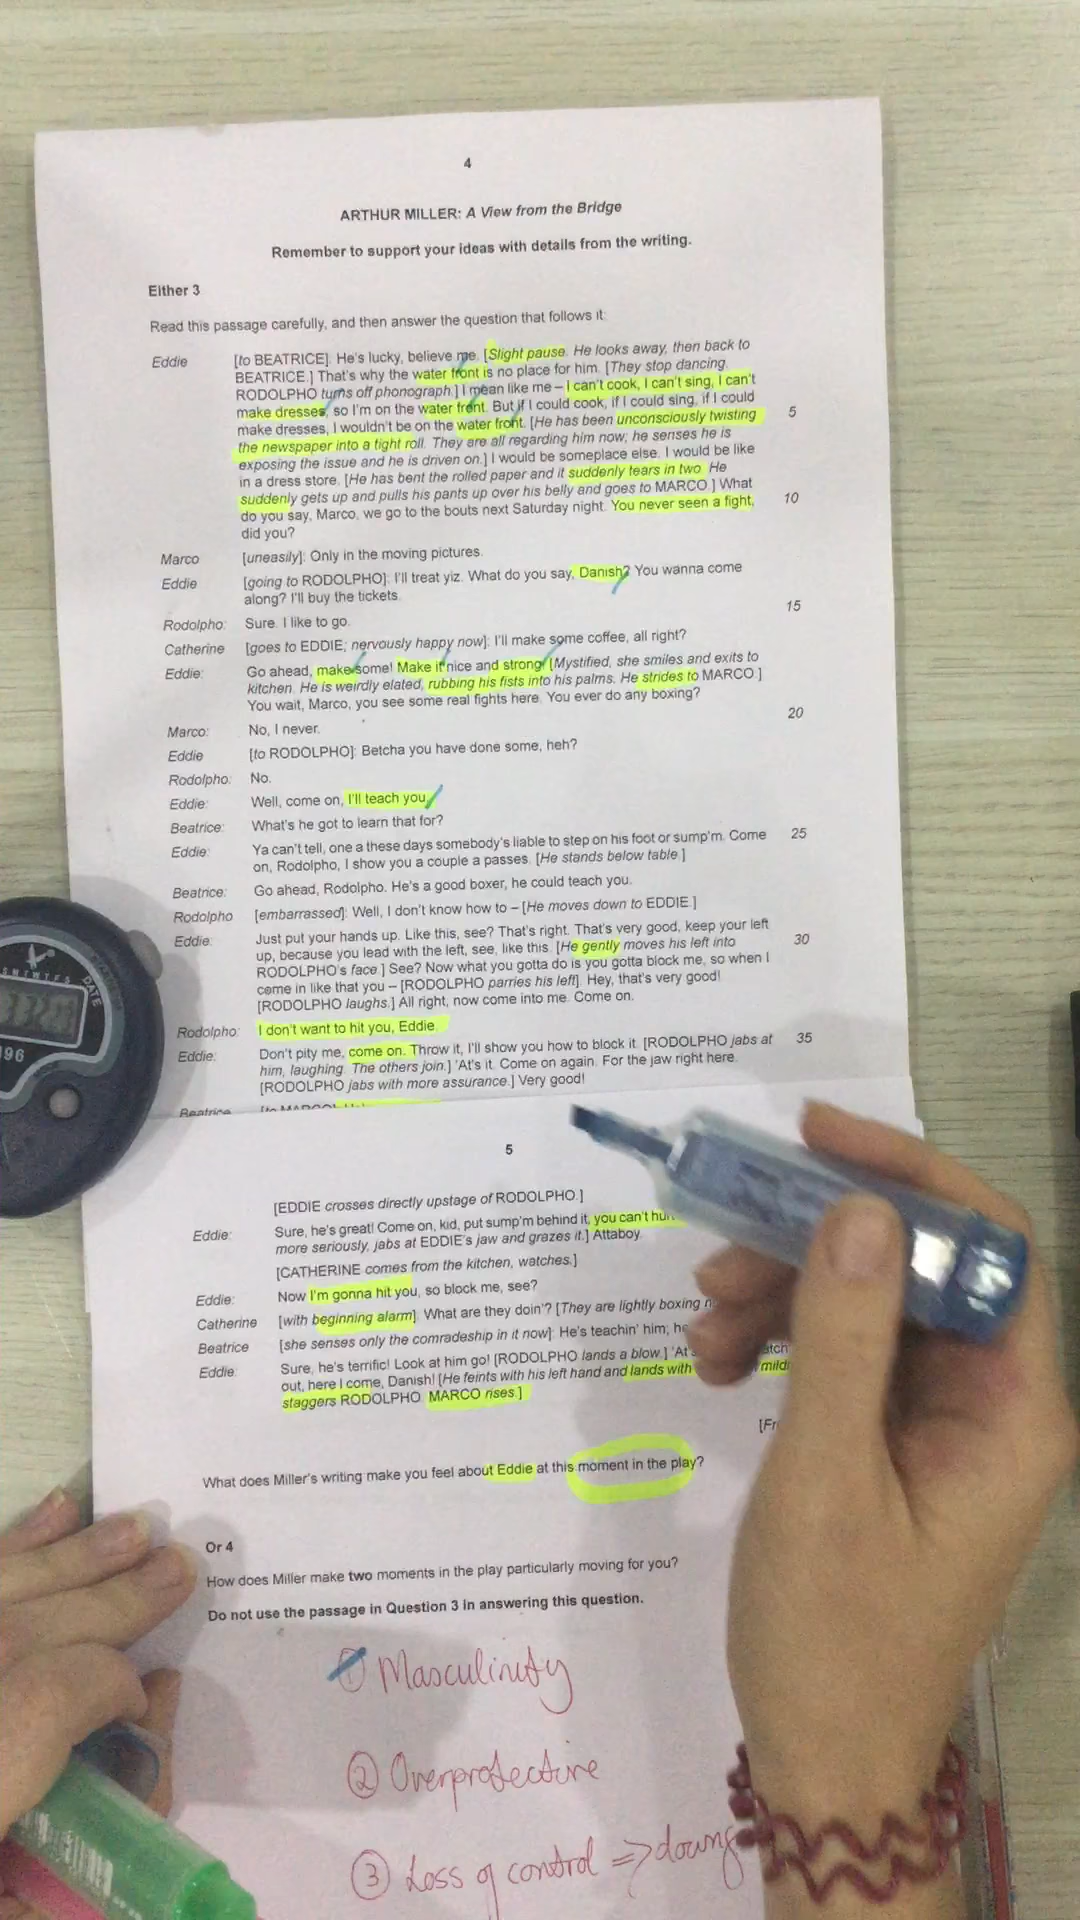 4
ARTHUR MILLER: A View from the Bridge
Remember to support your ideas with details from the writing.
Either 3
Read this passage carefully, and then answer the question that follows it:
Eddie [to BEATRICE]: He's lucky, believe me. [Slight pause. He looks away, then back to
BEATRICE.] That's why the water front is no place for him. [They stop dancing.
RODOLPHO turns off phonograph.] I mean like me – I can't cook, I can't sing, I can't
make dresses, so I'm on the water front. But if I could cook, if I could sing, if I could
make dresses, I wouldn't be on the water front. [He has been unconsciously twisting 5
the newspaper into a tight roll. They are all regarding him now; he senses he is
exposing the issue and he is driven on.] I would be someplace else. I would be like
in a dress store. [He has bent the rolled paper and it suddenly tears in two. He
suddenly gets up and pulls his pants up over his belly and goes to MARCO.] What
do you say, Marco, we go to the bouts next Saturday night. You never seen a fight, 10
did you?
Marco [uneasily]: Only in the moving pictures.
Eddie [going to RODOLPHO]: I'll treat yiz. What do you say, Danish? You wanna come
along? I'll buy the tickets.
Rodolpho: Sure. I like to go. 15
Catherine [goes to EDDIE; nervously happy now]: I'll make some coffee, all right?
Eddie: Go ahead, make some! Make it nice and strong. [Mystified, she smiles and exits to
kitchen. He is weirdly elated, rubbing his fists into his palms. He strides to MARCO.]
You wait, Marco, you see some real fights here. You ever do any boxing?
Marco: No, I never. 20
Eddie [to RODOLPHO]: Betcha you have done some, heh?
Rodolpho: No.
Eddie: Well, come on, I'll teach you.
Beatrice: What's he got to learn that for?
Eddie: Ya can't tell, one a these days somebody's liable to step on his foot or sump'm. Come 25
on, Rodolpho, I show you a couple a passes. [He stands below table.]
Beatrice: Go ahead, Rodolpho. He's a good boxer, he could teach you.
Rodolpho [embarrassed]: Well, I don't know how to – [He moves down to EDDIE.]
Eddie: Just put your hands up. Like this, see? That's right. That's very good, keep your left
up, because you lead with the left, see, like this. [He gently moves his left into 30
RODOLPHO's face.] See? Now what you gotta do is you gotta block me, so when I
come in like that you – [RODOLPHO parries his left]. Hey, that's very good!
[RODOLPHO laughs.] All right, now come into me. Come on.
Rodolpho: I don't want to hit you, Eddie.
Eddie: Don't pity me, come on. Throw it, I'll show you how to block it. [RODOLPHO jabs at 35
him, laughing. The others join.] 'At's it. Come on again. For the jaw right here.
[RODOLPHO jabs with more assurance.] Very good!
Beatrice [to MARCO]:
5
[EDDIE crosses directly upstage of RODOLPHO.]
Eddie: Sure, he's great! Come on, kid, put sump'm behind it, you can't
more seriously, jabs at EDDIE's jaw and grazes it.] Attaboy.
[CATHERINE comes from the kitchen, watches.]
Eddie: Now I'm gonna hit you, so block me, see?
Catherine [with beginning alarm]: What are they doin'? [They are lightly boxing
Beatrice [she senses only the comradeship in it now]: He's teachin' him; he
Eddie: Sure, he's terrific! Look at him go! [RODOLPHO lands a blow.]
out, here I come, Danish! [He feints with his left hand and lands with
staggers RODOLPHO. MARCO rises.]
What does Miller's writing make you feel about Eddie at this moment in the play?
Or 4
How does Miller make two moments in the play particularly moving for you?
Do not use the passage in Question 3 in answering this question.
① Masculinity
② Overprotective
③ Loss of control =>
DATE